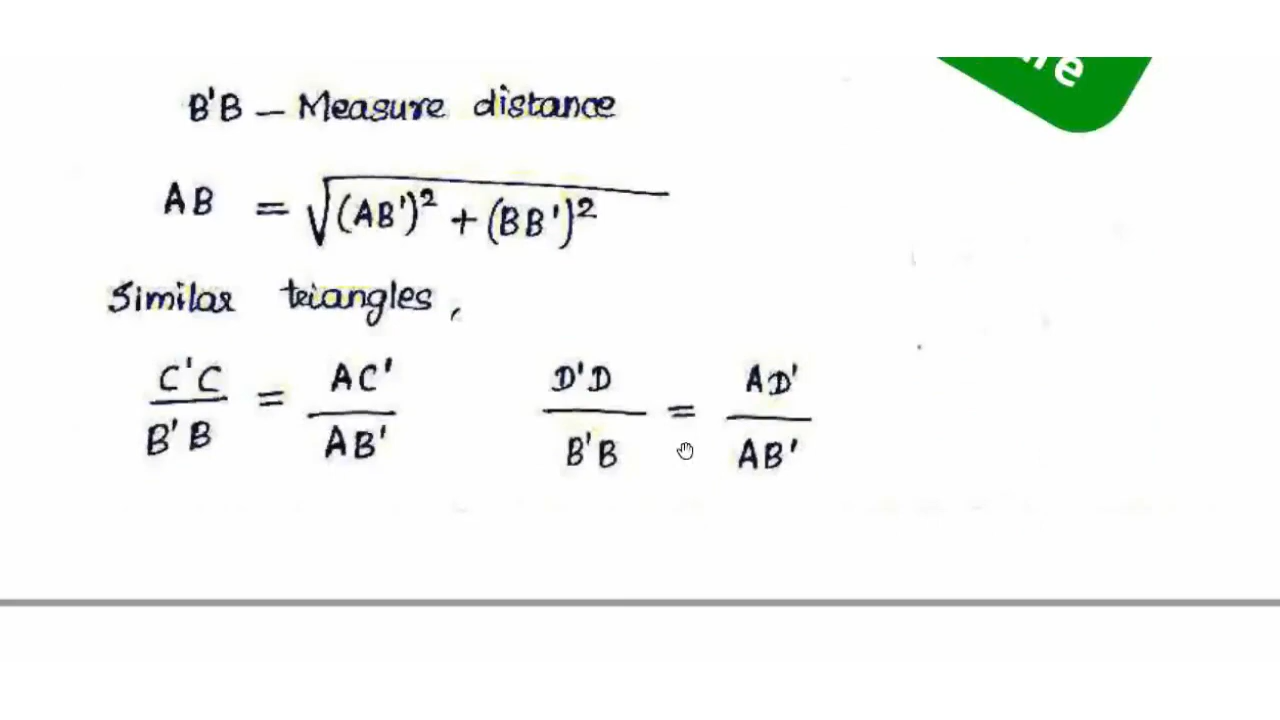 B'B – Measure distance
AB = √(AB')² + (BB')²
Similar triangles,
C'C / B'B = AC' / AB'    D'D / B'B = AD' / AB'